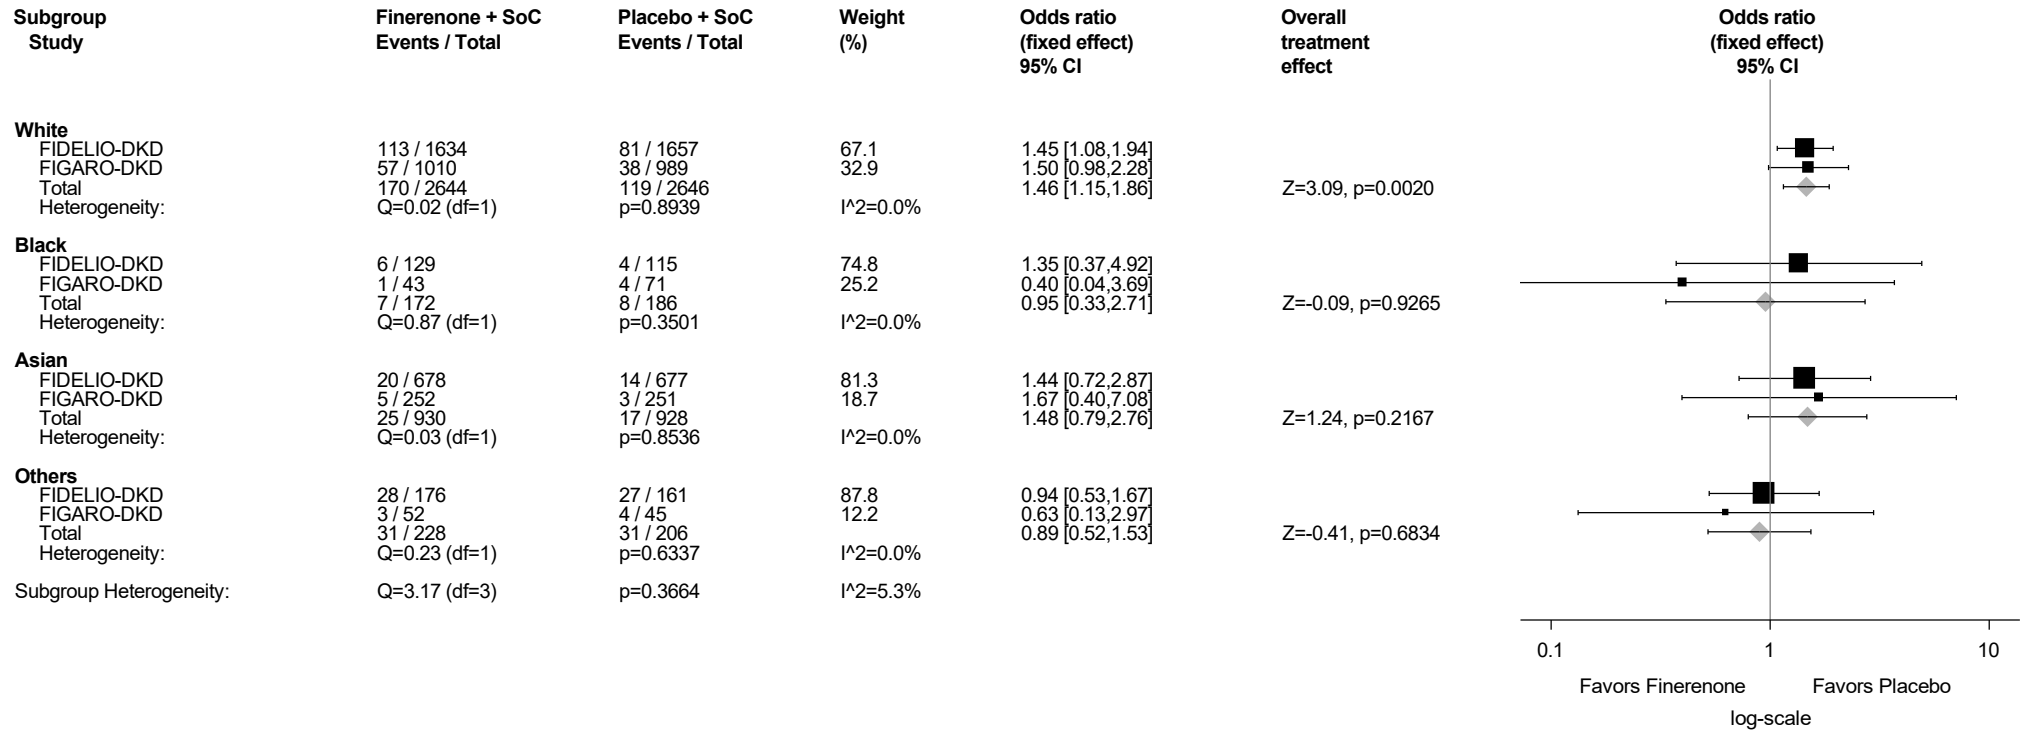 Subgroup Finerenone + SoC Placebo + SoC Weight Odds ratio Overall Odds ratio
Study Events / Total Events / Total (%) (fixed effect) treatment (fixed effect)
95% CI effect 95% CI
White
FIDELIO-DKD 113 / 1634 81 / 1657 67.1 1.45 [1.08,1.94]
FIGARO-DKD 57 / 1010 38 / 989 32.9 1.50 [0.98,2.28]
Total 170 / 2644 119 / 2646 1.46 [1.15,1.86] Z=3.09, p=0.0020
Heterogeneity: Q=0.02 (df=1) p=0.8939 I^2=0.0%
Black
FIDELIO-DKD 6 / 129 4 / 115 74.8 1.35 [0.37,4.92]
FIGARO-DKD 1 / 43 4 / 71 25.2 0.40 [0.04,3.69]
Total 7 / 172 8 / 186 0.95 [0.33,2.71] Z=-0.09, p=0.9265
Heterogeneity: Q=0.87 (df=1) p=0.3501 I^2=0.0%
Asian
FIDELIO-DKD 20 / 678 14 / 677 81.3 1.44 [0.72,2.87]
FIGARO-DKD 5 / 252 3 / 251 18.7 1.67 [0.40,7.08]
Total 25 / 930 17 / 928 1.48 [0.79,2.76] Z=1.24, p=0.2167
Heterogeneity: Q=0.03 (df=1) p=0.8536 I^2=0.0%
Others
FIDELIO-DKD 28 / 176 27 / 161 87.8 0.94 [0.53,1.67]
FIGARO-DKD 3 / 52 4 / 45 12.2 0.63 [0.13,2.97]
Total 31 / 228 31 / 206 0.89 [0.52,1.53] Z=-0.41, p=0.6834
Heterogeneity: Q=0.23 (df=1) p=0.6337 I^2=0.0%
Subgroup Heterogeneity: Q=3.17 (df=3) p=0.3664 I^2=5.3%
0.1 1 10
Favors Finerenone Favors Placebo
log-scale